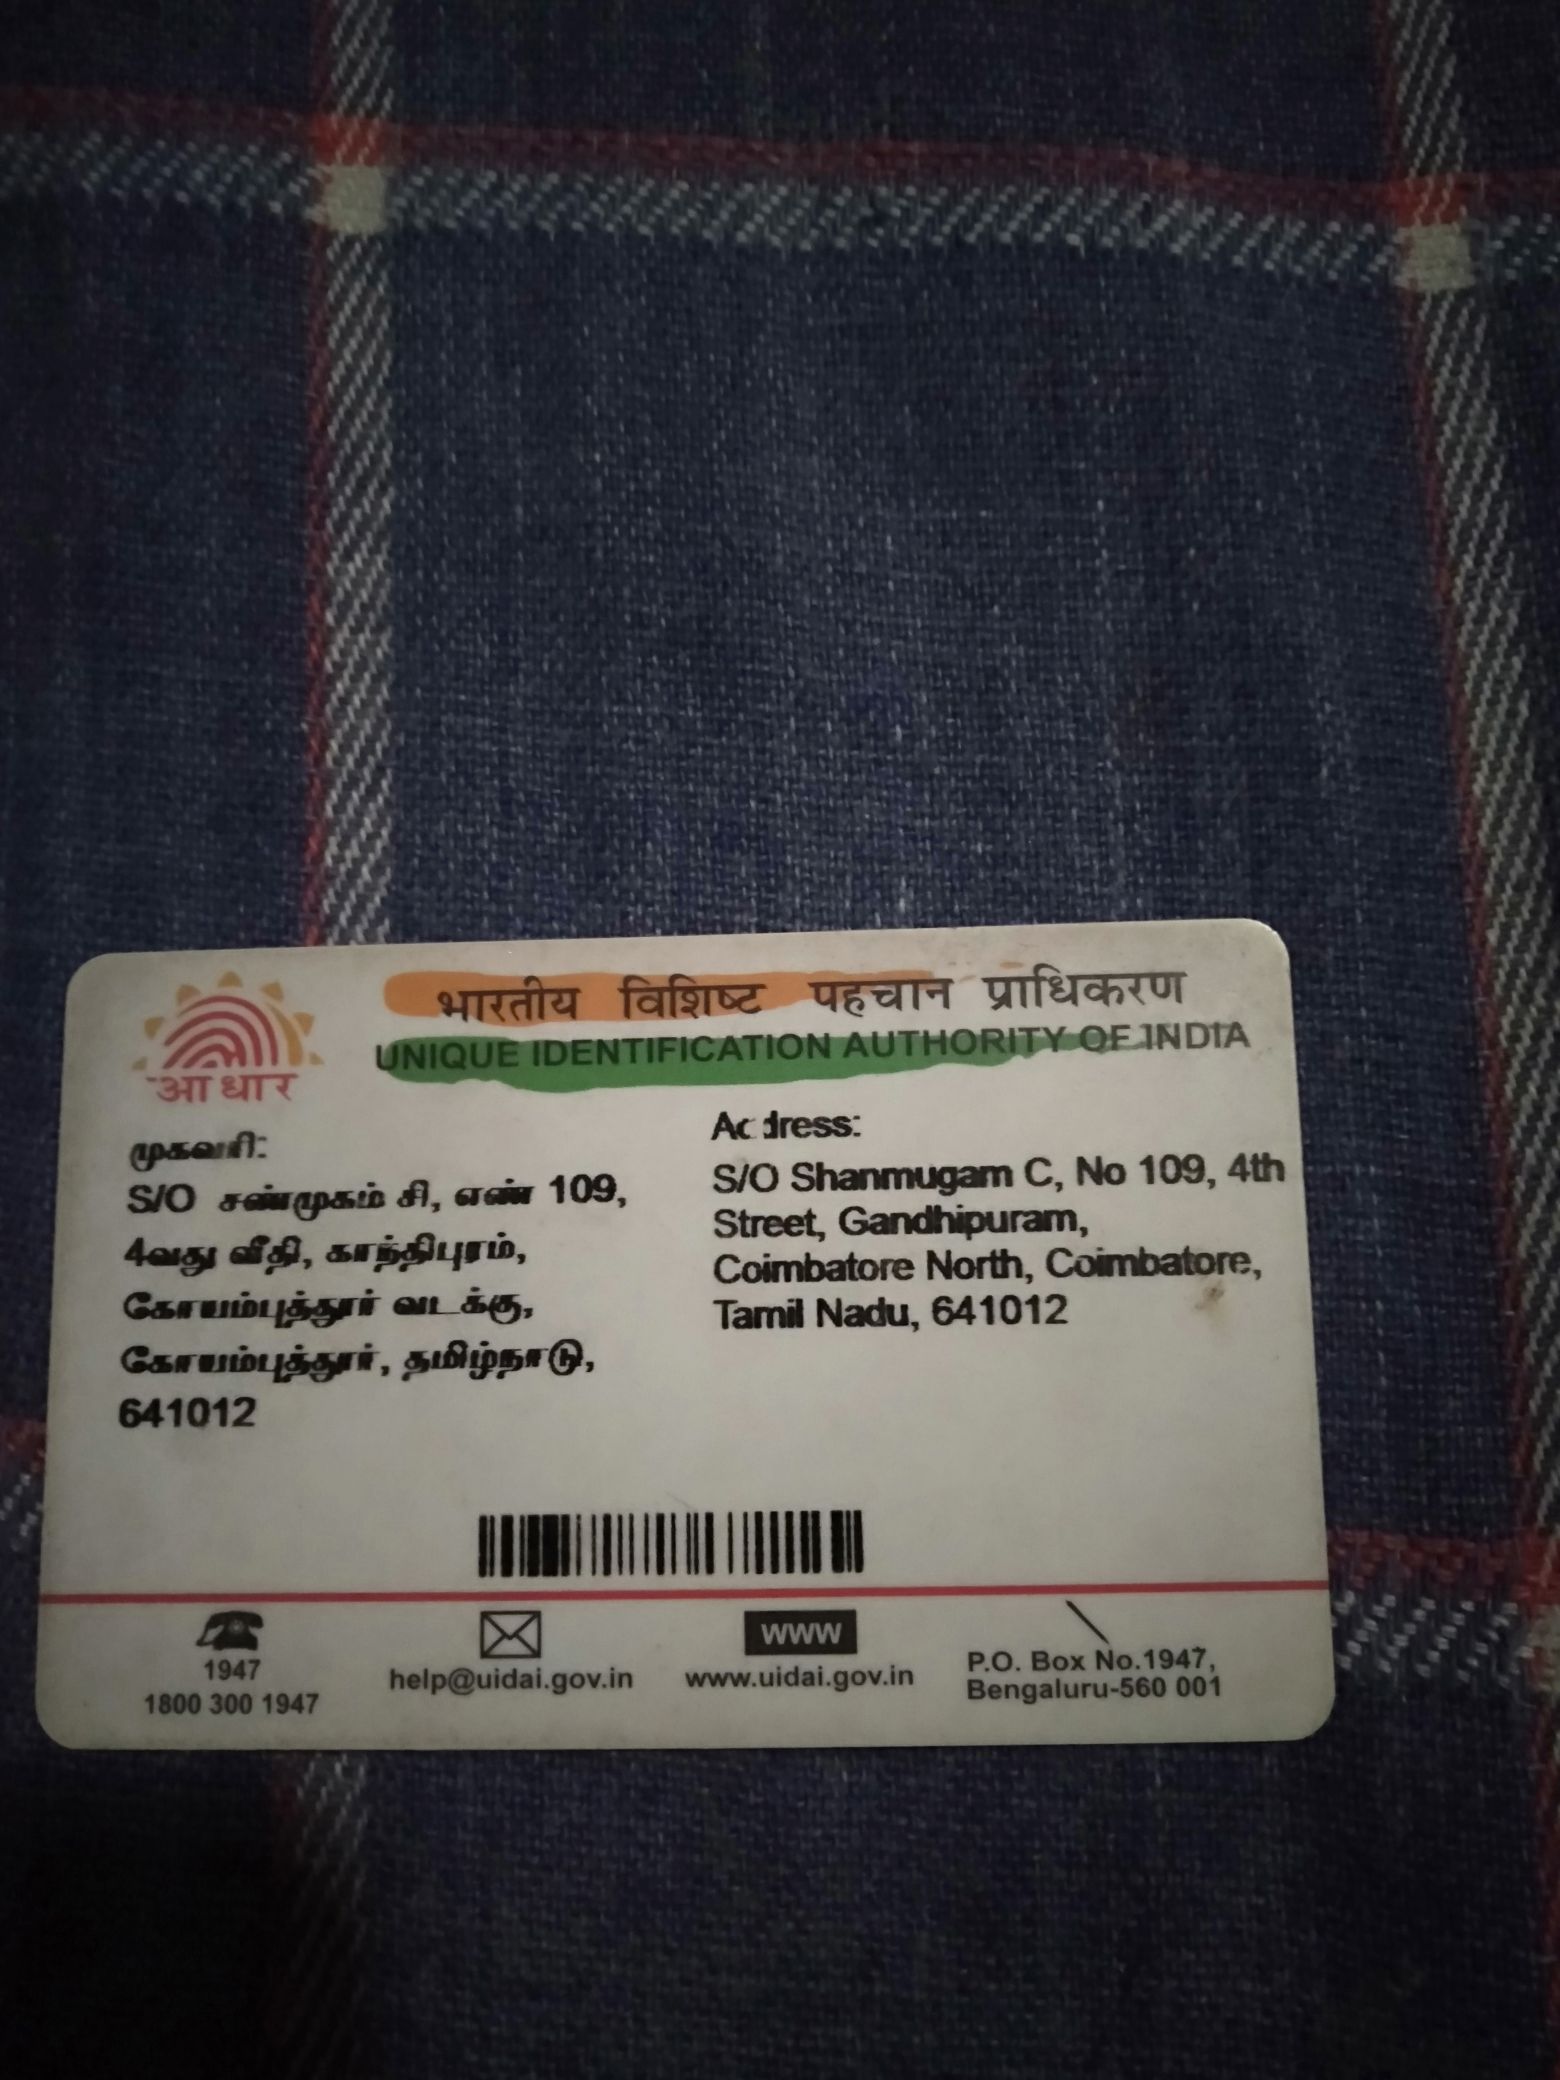 भारतीय विशिष्ट पहचान प्राधिकरण
UNIQUE IDENTIFICATION AUTHORITY OF INDIA
आधार
முகவரி:
S/O சண்முகம் சி, எண் 109,
4வது வீதி, காந்திபுரம்,
கோயம்புத்தூர் வடக்கு,
கோயம்புத்தூர், தமிழ்நாடு,
641012
Address:
S/O Shanmugam C, No 109, 4th
Street, Gandhipuram,
Coimbatore North, Coimbatore,
Tamil Nadu, 641012
1947
1800 300 1947
help@uidai.gov.in
WWW
www.uidai.gov.in
P.O. Box No.1947,
Bengaluru-560 001